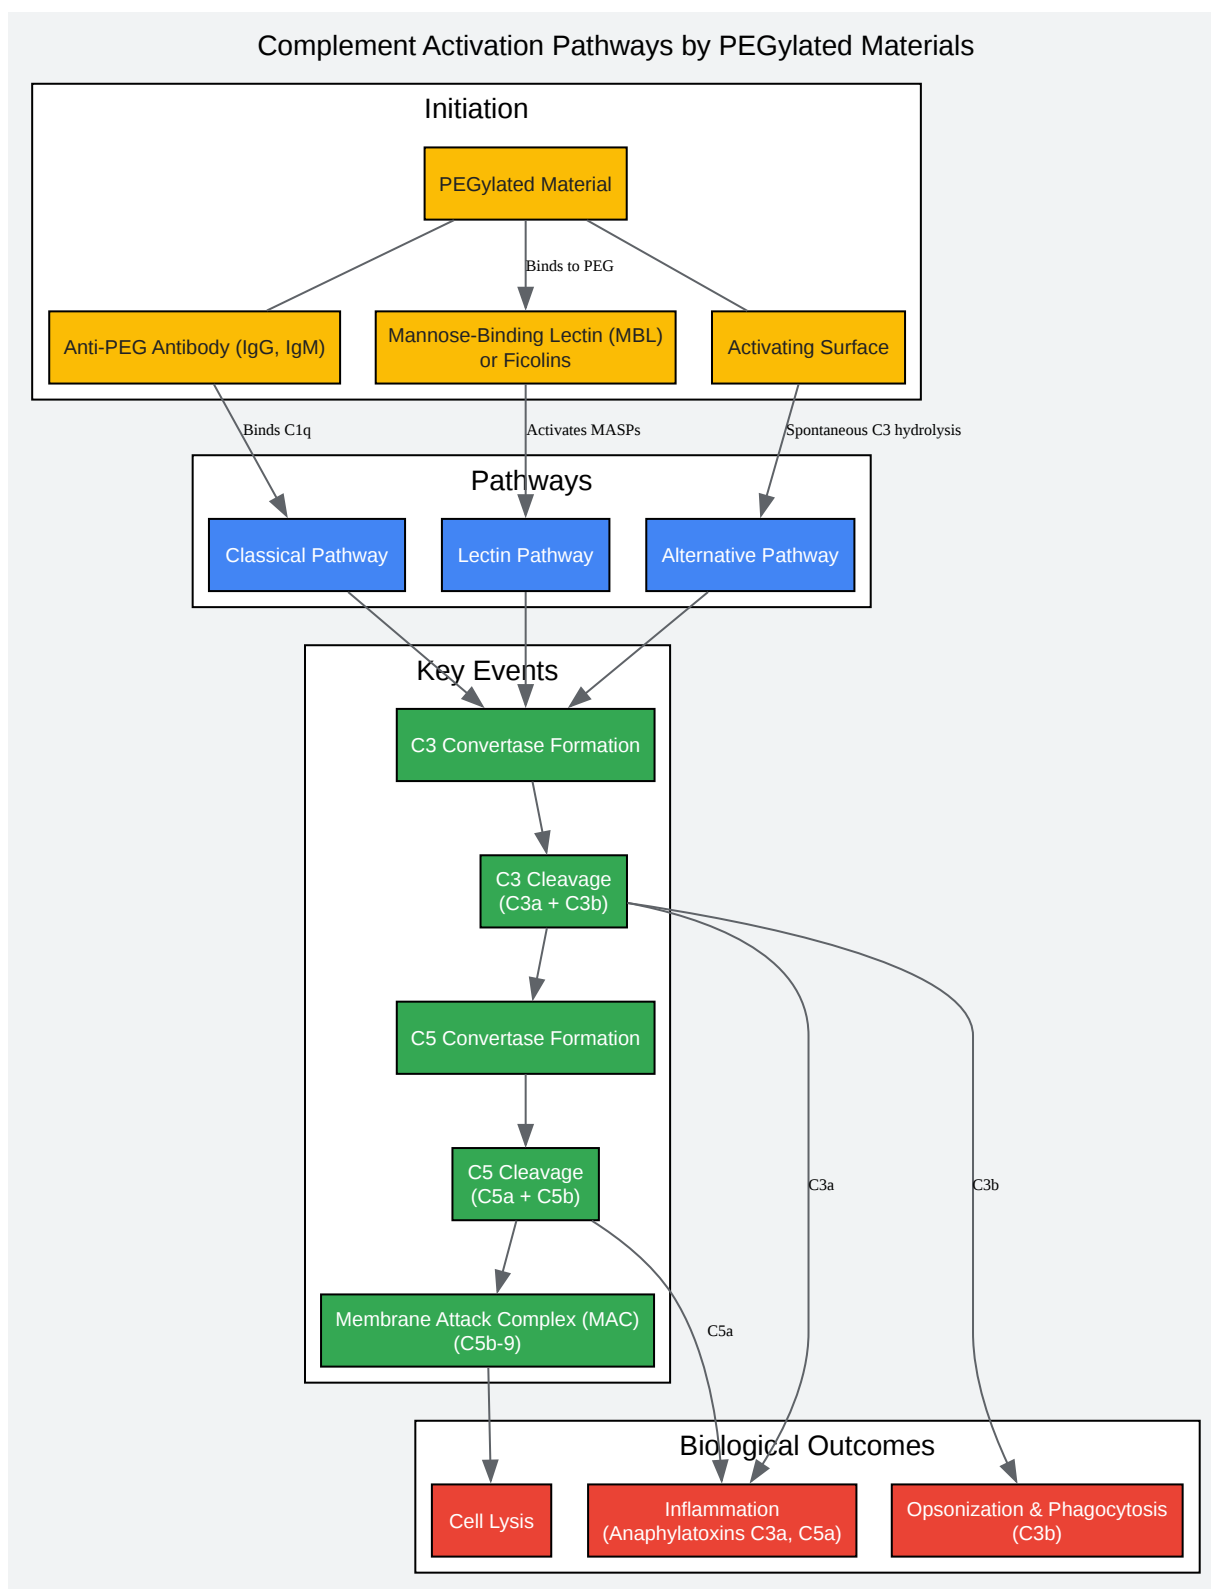 Complement Activation Pathways by PEGylated Materials
Initiation
PEGylated Material
Binds to PEG
Anti-PEG Antibody (IgG, IgM)
Mannose-Binding Lectin (MBL)
or Ficolins
Activating Surface
Binds C1q
Activates MASPs
Spontaneous C3 hydrolysis
Pathways
Classical Pathway
Lectin Pathway
Alternative Pathway
Key Events
C3 Convertase Formation
C3 Cleavage
(C3a + C3b)
C5 Convertase Formation
C5 Cleavage
(C5a + C5b)
C3a
C3b
Membrane Attack Complex (MAC)
(C5b-9)
C5a
Biological Outcomes
Cell Lysis
Inflammation
(Anaphylatoxins C3a, C5a)
Opsonization & Phagocytosis
(C3b)